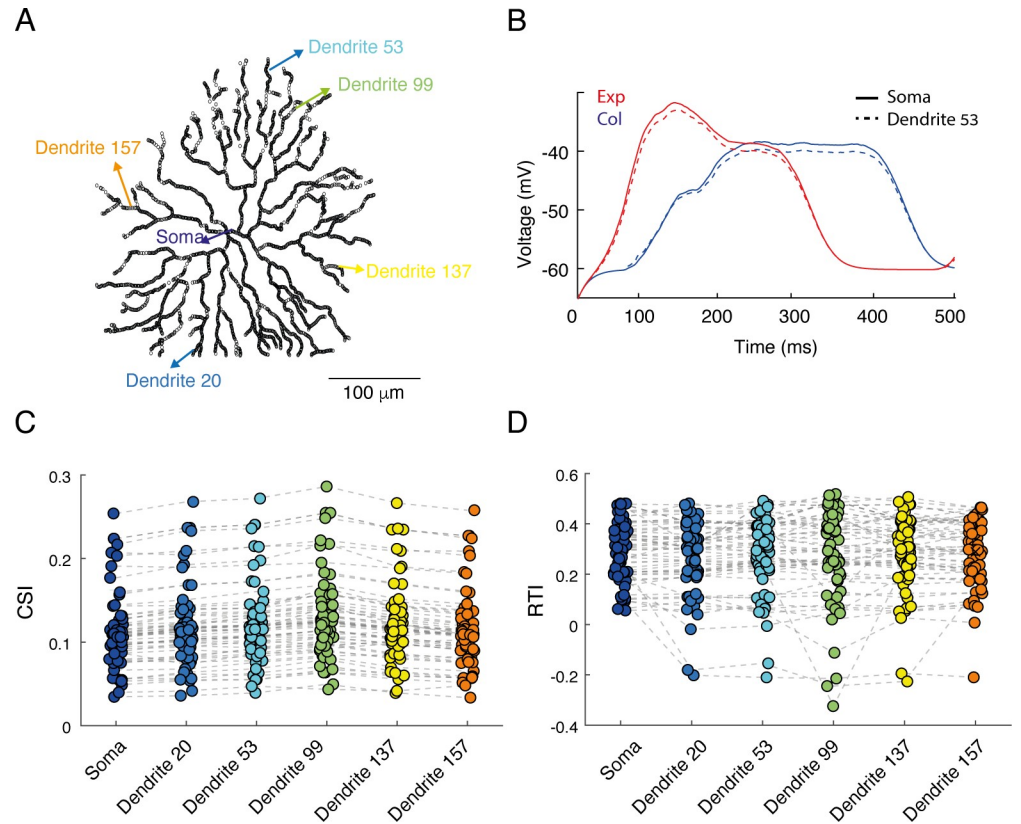 A
Dendrite 53
Dendrite 99
Dendrite 157
Soma
Dendrite 137
Dendrite 20
100 μm
B
Exp
Col
Soma
Dendrite 53
Voltage (mV)
-40
-50
-60
0 100 200 300 400 500
Time (ms)
C
CSI
0.3
0.2
0.1
0
Soma
Dendrite 20
Dendrite 53
Dendrite 99
Dendrite 137
Dendrite 157
D
RTI
0.6
0.4
0.2
0
-0.2
-0.4
Soma
Dendrite 20
Dendrite 53
Dendrite 99
Dendrite 137
Dendrite 157